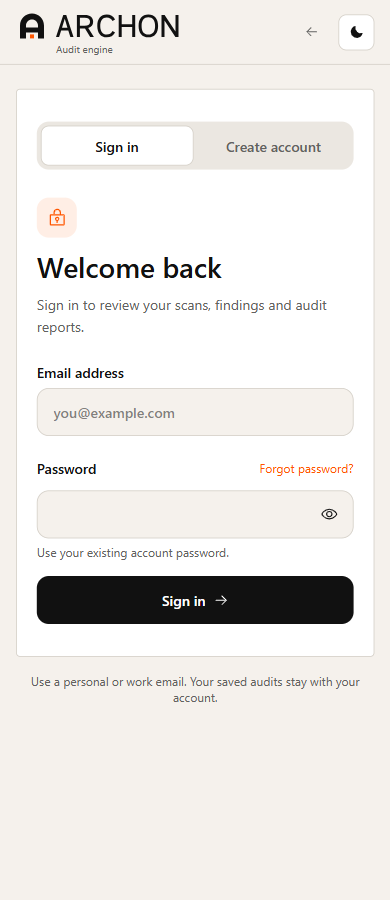 ARCHON
Audit engine
Sign in
Create account
Welcome back
Sign in to review your scans, findings and audit
reports.
Email address
you@example.com
Password
Forgot password?
Use your existing account password.
Sign in →
Use a personal or work email. Your saved audits stay with your
account.